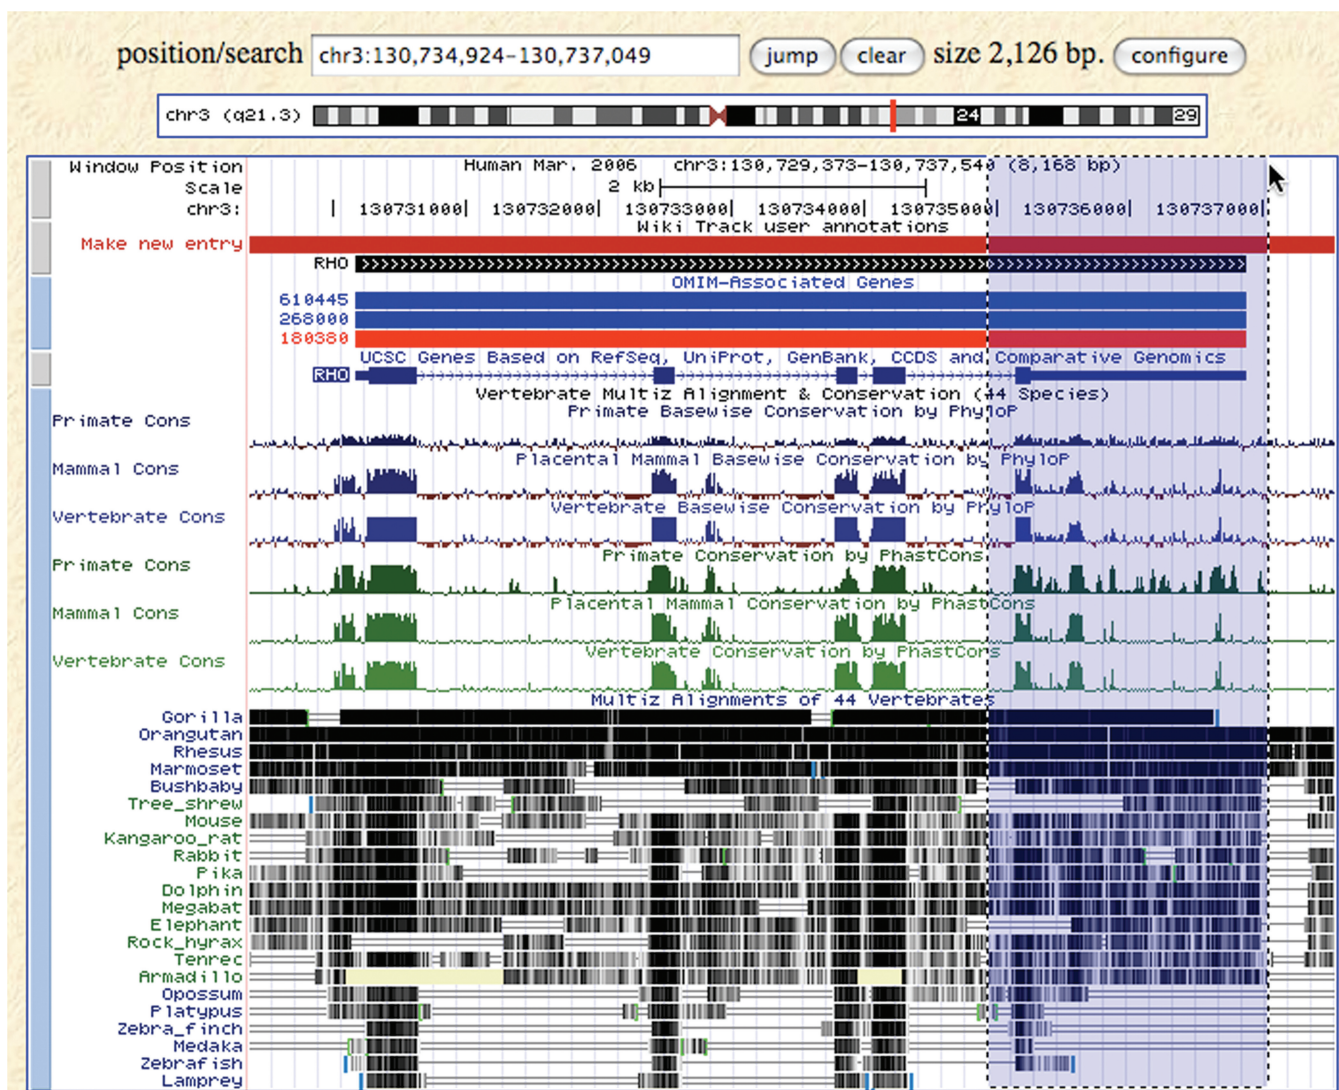 position/search chr3:130,734,924-130,737,049 jump clear size 2,126 bp. configure
chr3 (q21.3) 24 29
Window Position Human Mar. 2006 chr3:130,729,373-130,737,540 (8,168 bp)
Scale 2 kb
chr3: 130731000 130732000 130733000 130734000 130735000 130736000 130737000
Wiki Track user annotations
Make new entry
RHO
OMIM-Associated Genes
610445
268000
180380
UCSC Genes Based on RefSeq, UniProt, GenBank, CCDS and Comparative Genomics
RHO
Vertebrate Multiz Alignment & Conservation (44 Species)
Primate Basewise Conservation by PhyloP
Primate Cons
Placental Mammal Basewise Conservation by PhyloP
Mammal Cons
Vertebrate Basewise Conservation by PhyloP
Vertebrate Cons
Primate Conservation by PhastCons
Primate Cons
Placental Mammal Conservation by PhastCons
Mammal Cons
Vertebrate Conservation by PhastCons
Vertebrate Cons
Multiz Alignments of 44 Vertebrates
Gorilla
Orangutan
Rhesus
Marmoset
Bushbaby
Tree_shrew
Mouse
Kangaroo_rat
Rabbit
Pika
Dolphin
Megabat
Elephant
Rock_hyrax
Tenrec
Armadillo
Opossum
Platypus
Zebra_finch
Medaka
Zebrafish
Lamprey